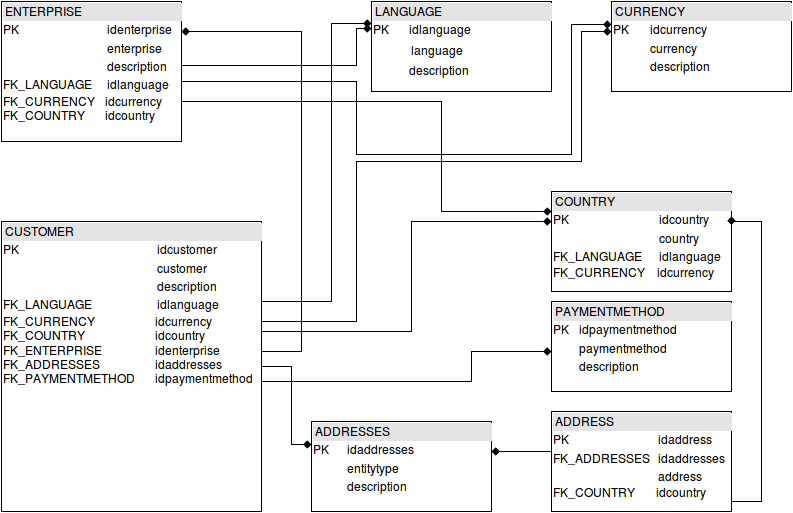 ENTERPRISE
PK identerprise
enterprise
description
FK_LANGUAGE idlanguage
FK_CURRENCY idcurrency
FK_COUNTRY idcountry
LANGUAGE
PK idlanguage
language
description
CURRENCY
PK idcurrency
currency
description
COUNTRY
PK idcountry
country
FK_LANGUAGE idlanguage
FK_CURRENCY idcurrency
CUSTOMER
PK idcustomer
customer
description
FK_LANGUAGE idlanguage
FK_CURRENCY idcurrency
FK_COUNTRY idcountry
FK_ENTERPRISE identerprise
FK_ADDRESSES idaddresses
FK_PAYMENTMETHOD idpaymentmethod
PAYMENTMETHOD
PK idpaymentmethod
paymentmethod
description
ADDRESSES
PK idaddresses
entitytype
description
ADDRESS
PK idaddress
FK_ADDRESSES idaddresses
address
FK_COUNTRY idcountry